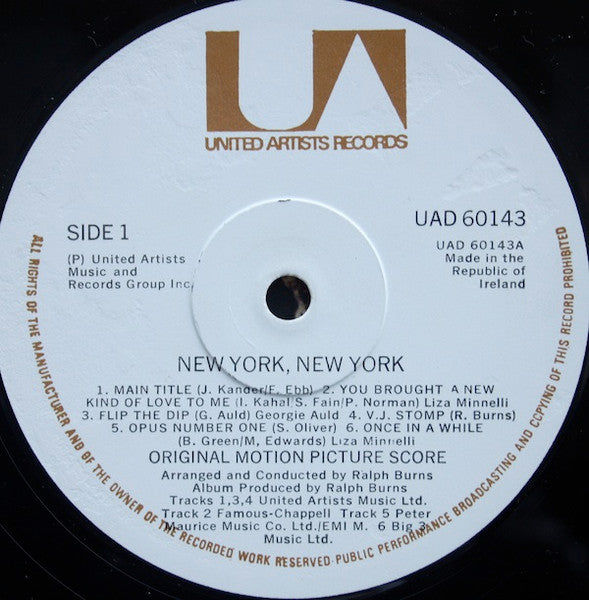 UA
UNITED ARTISTS RECORDS
SIDE 1
UAD 60143
(P) United Artists
Music and
Records Group Inc.
UAD 60143A
Made in the
Republic of
Ireland
NEW YORK, NEW YORK
1. MAIN TITLE (J. Kander/F. Ebb) 2. YOU BROUGHT A NEW
KIND OF LOVE TO ME (I. Kahal S. Fain/P. Norman) Liza Minnelli
3. FLIP THE DIP (G. Auld) Georgie Auld 4. V.J. STOMP (R. Burns)
5. OPUS NUMBER ONE (S. Oliver) 6. ONCE IN A WHILE
(B. Green/M, Edwards) Liza Minnelli
ORIGINAL MOTION PICTURE SCORE
Arranged and Conducted by Ralph Burns
Album Produced by Ralph Burns
Tracks 1,3,4 United Artists Music Ltd.
Track 2 Famous-Chappell Track 5 Peter
Maurice Music Co. Ltd./EMI M. 6 Big 3
Music Ltd.
ALL RIGHTS OF THE MANUFACTURER AND OF THE OWNER OF THE RECORDED WORK RESERVED·PUBLIC PERFORMANCE BROADCASTING AND COPYING OF THIS RECORD PROHIBITED